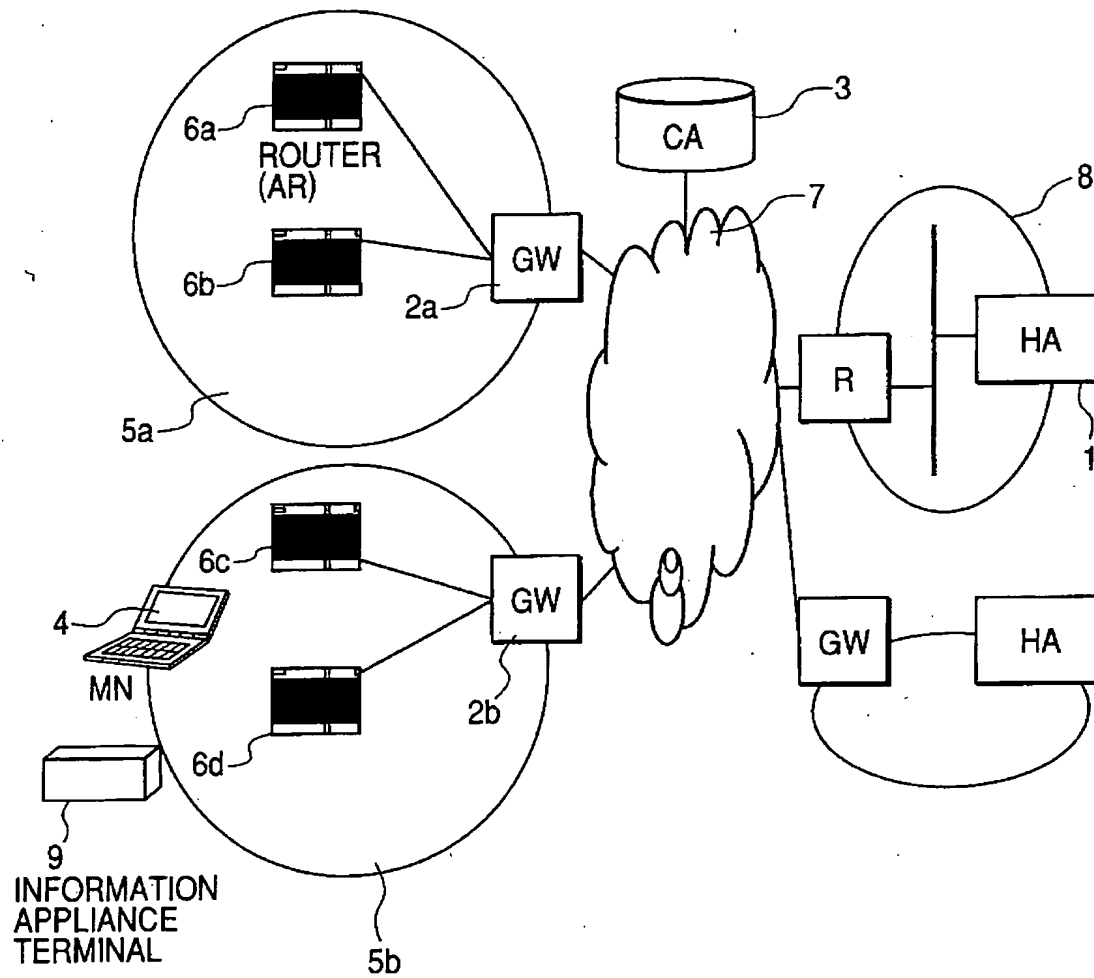 6a
ROUTER
(AR)
6b
GW
2a
5a
CA
3
7
8
R
HA
1
6c
4
MN
GW
2b
6d
GW
HA
9
INFORMATION
APPLIANCE
TERMINAL
5b